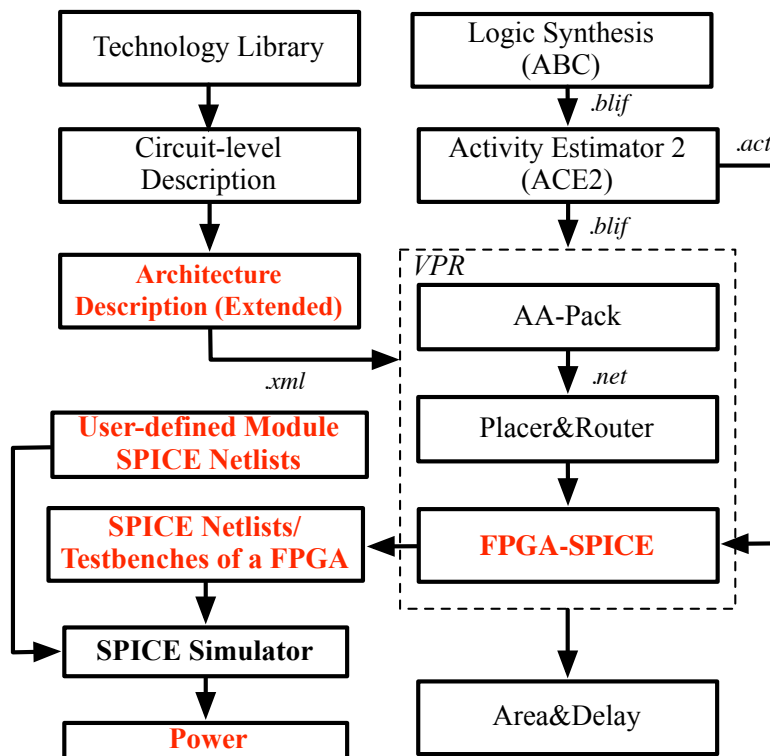 Technology Library
Logic Synthesis
(ABC)
.blif
Circuit-level
Description
Activity Estimator 2
(ACE2)
.act
.blif
VPR
Architecture
Description (Extended)
.xml
AA-Pack
.net
User-defined Module
SPICE Netlists
Placer&Router
SPICE Netlists/
Testbenches of a FPGA
FPGA-SPICE
SPICE Simulator
Power
Area&Delay